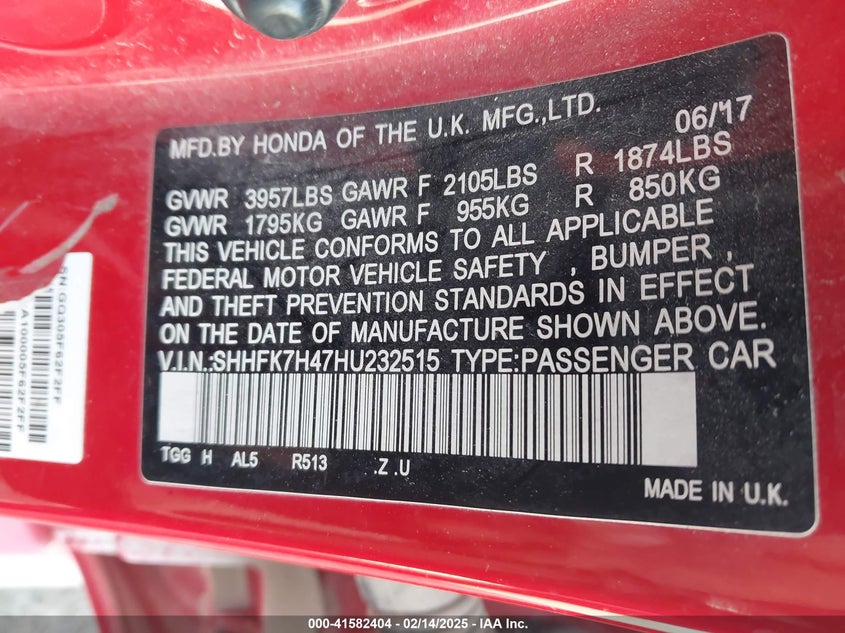 MFD.BY HONDA OF THE U.K. MFG.,LTD. 06/17
GVWR 3957LBS GAWR F 2105LBS R 1874LBS
GVWR 1795KG GAWR F 955KG R 850KG
THIS VEHICLE CONFORMS TO ALL APPLICABLE
FEDERAL MOTOR VEHICLE SAFETY , BUMPER ,
AND THEFT PREVENTION STANDARDS IN EFFECT
ON THE DATE OF MANUFACTURE SHOWN ABOVE.
V.I.N.:SHHFK7H47HU232515 TYPE:PASSENGER CAR
TGG H AL5 R513 .Z .U
MADE IN U.K.
SN GG305F62F2FF
A100005F62F2FF
000-41582404 - 02/14/2025 - IAA Inc.